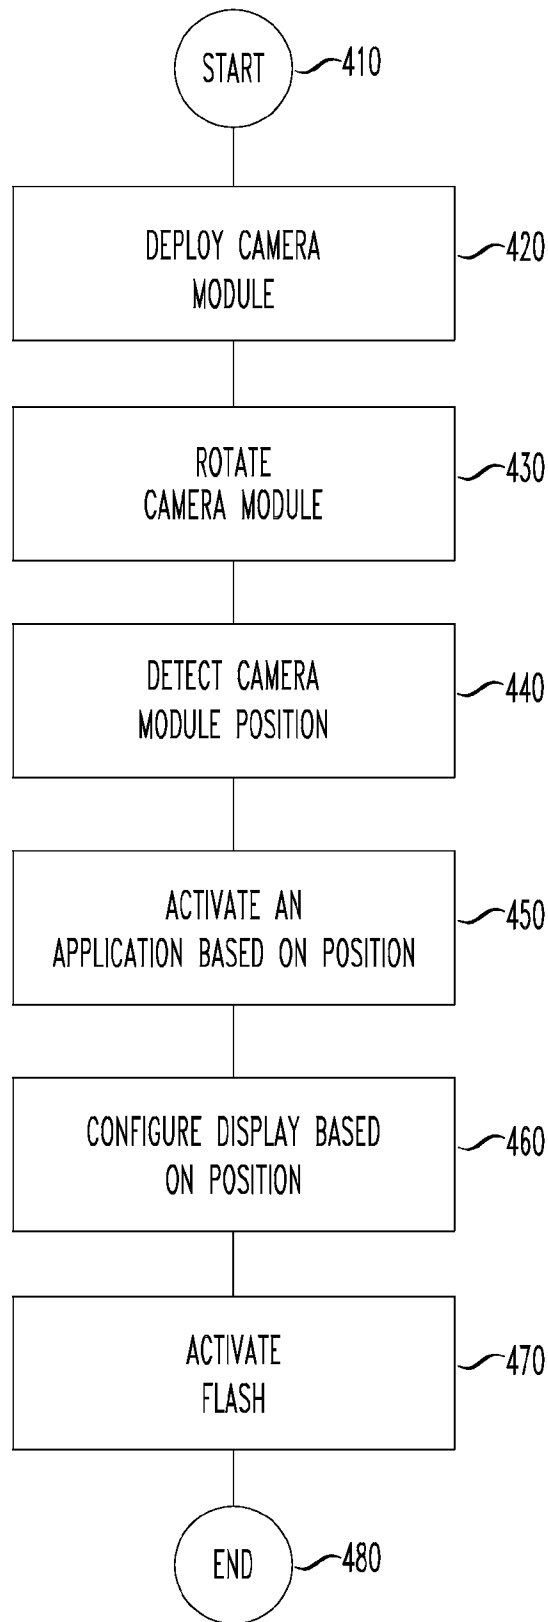 START 410
DEPLOY CAMERA
MODULE
420
ROTATE
CAMERA MODULE
430
DETECT CAMERA
MODULE POSITION
440
ACTIVATE AN
APPLICATION BASED ON POSITION
450
CONFIGURE DISPLAY BASED
ON POSITION
460
ACTIVATE
FLASH
470
END 480